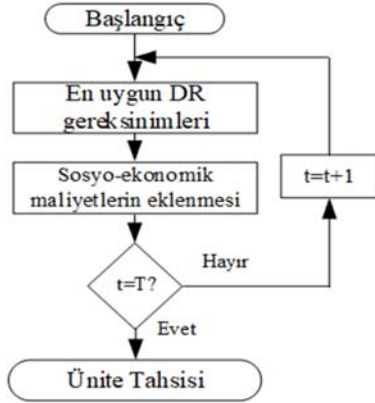 Başlangıç
En uygun DR
gereksinimleri
Sosyo-ekonomik
maliyetlerin eklenmesi
t=t+1
t=T?
Hayır
Evet
Ünite Tahsisi